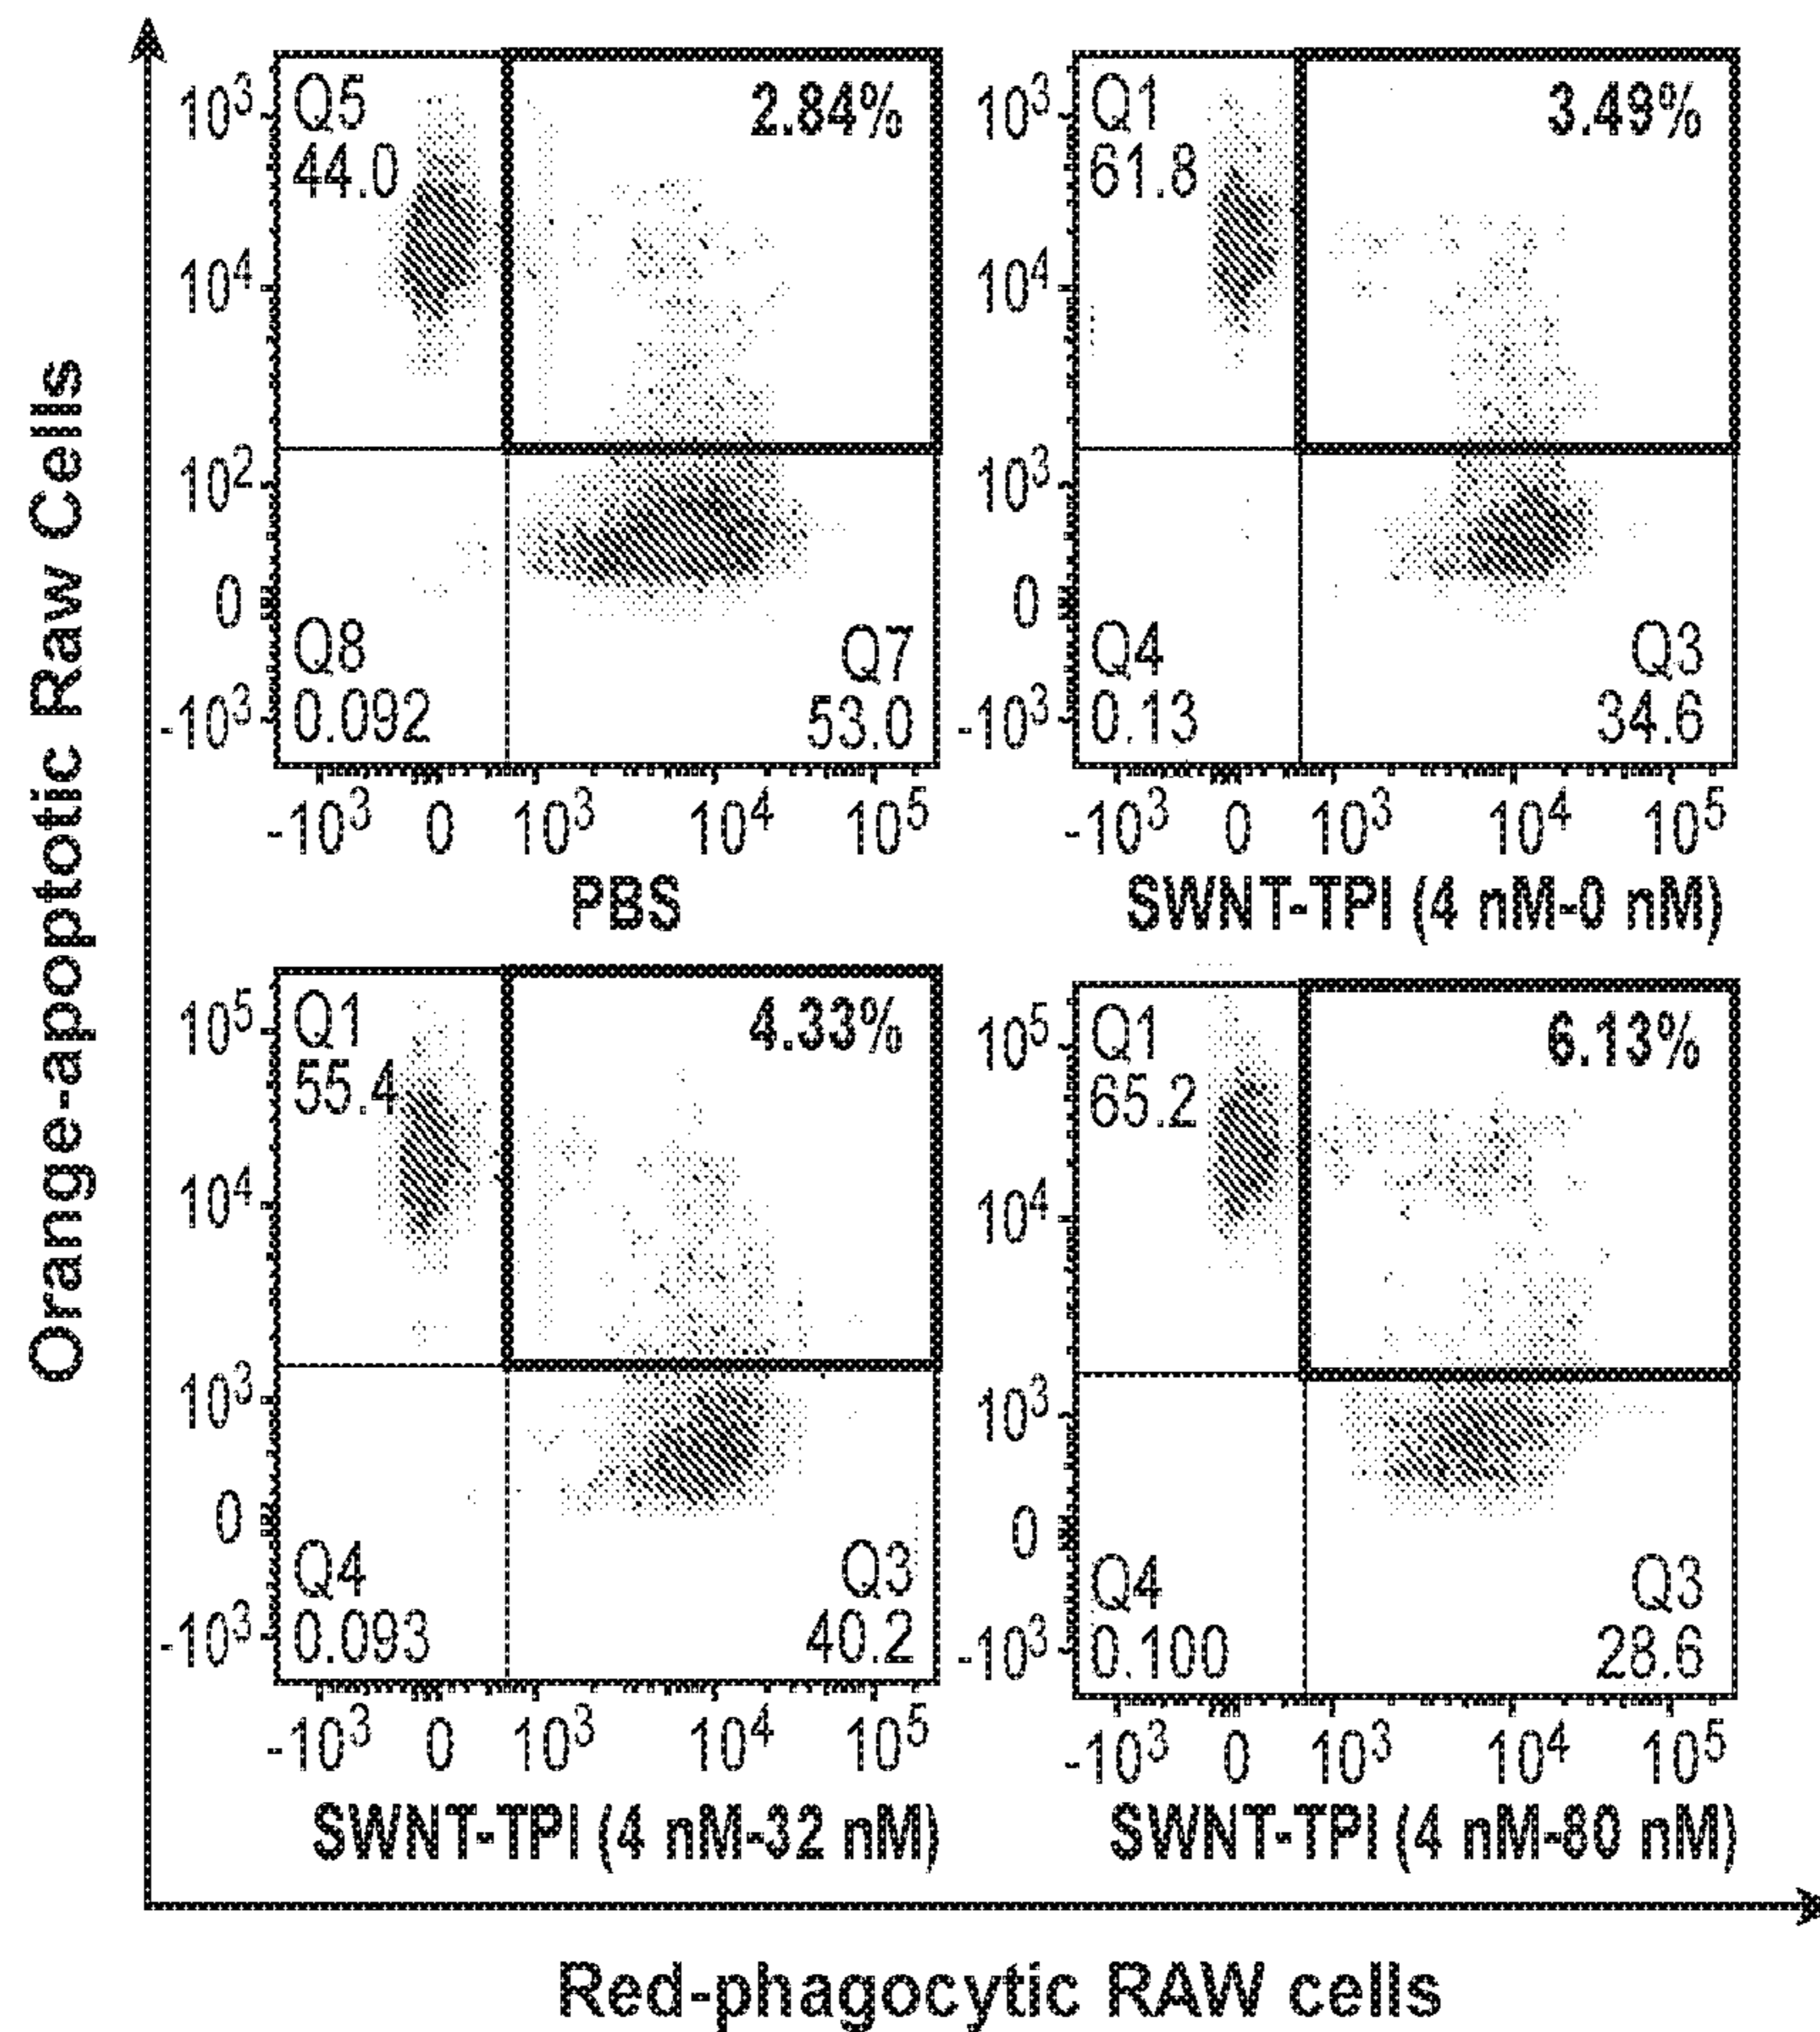 Orange-apoptotic Raw Cells
10³
10⁴
10²
0
-10³
Q5
44.0
2.84%
Q8
0.092
Q7
53.0
-10³ 0 10³ 10⁴ 10⁵
PBS
10³
10⁴
10³
0
-10³
Q1
61.8
3.49%
Q4
0.13
Q3
34.6
-10³ 0 10³ 10⁴ 10⁵
SWNT-TPI (4 nM-0 nM)
10⁵
10⁴
10³
0
-10³
Q1
55.4
4.33%
Q4
0.093
Q3
40.2
-10³ 0 10³ 10⁴ 10⁵
SWNT-TPI (4 nM-32 nM)
10⁵
10⁴
10³
0
-10³
Q1
65.2
6.13%
Q4
0.100
Q3
28.6
-10³ 0 10³ 10⁴ 10⁵
SWNT-TPI (4 nM-80 nM)
Red-phagocytic RAW cells